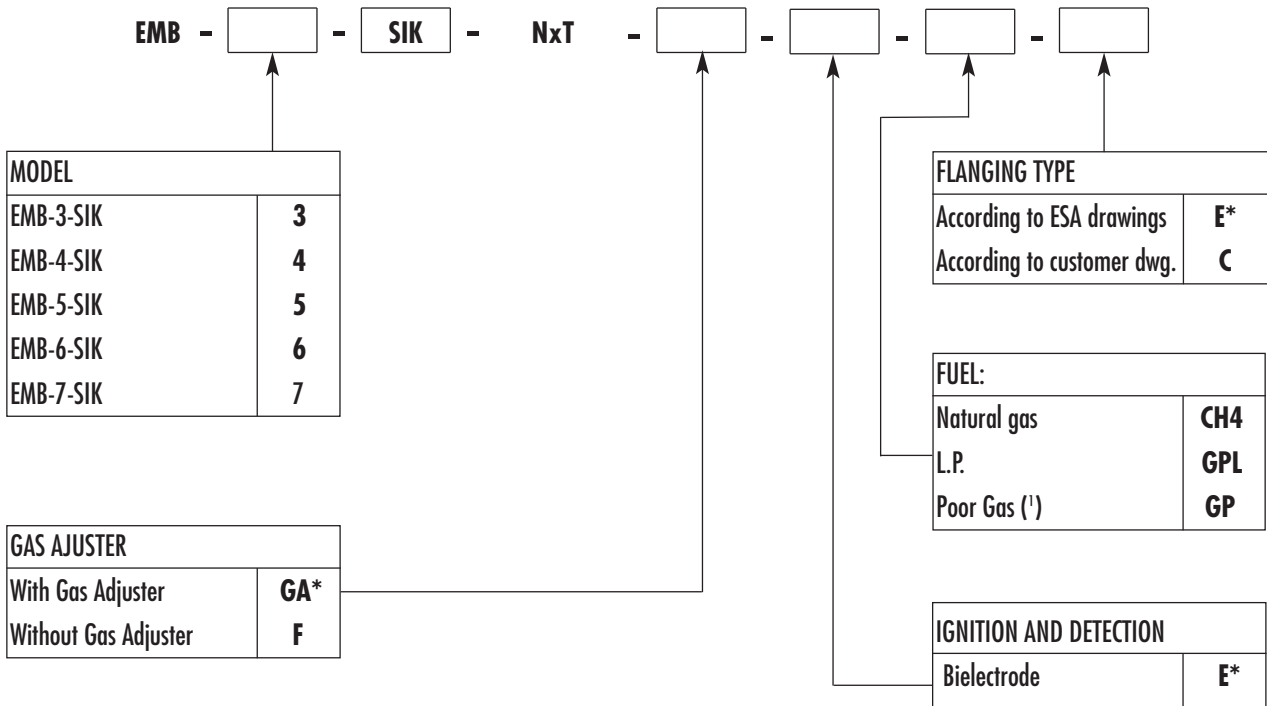 EMB - - SIK - NxT - - - -
MODEL
EMB-3-SIK 3
EMB-4-SIK 4
EMB-5-SIK 5
EMB-6-SIK 6
EMB-7-SIK 7
GAS AJUSTER
With Gas Adjuster GA*
Without Gas Adjuster F
FLANGING TYPE
According to ESA drawings E*
According to customer dwg. C
FUEL:
Natural gas CH4
L.P. GPL
Poor Gas (¹) GP
IGNITION AND DETECTION
Bielectrode E*